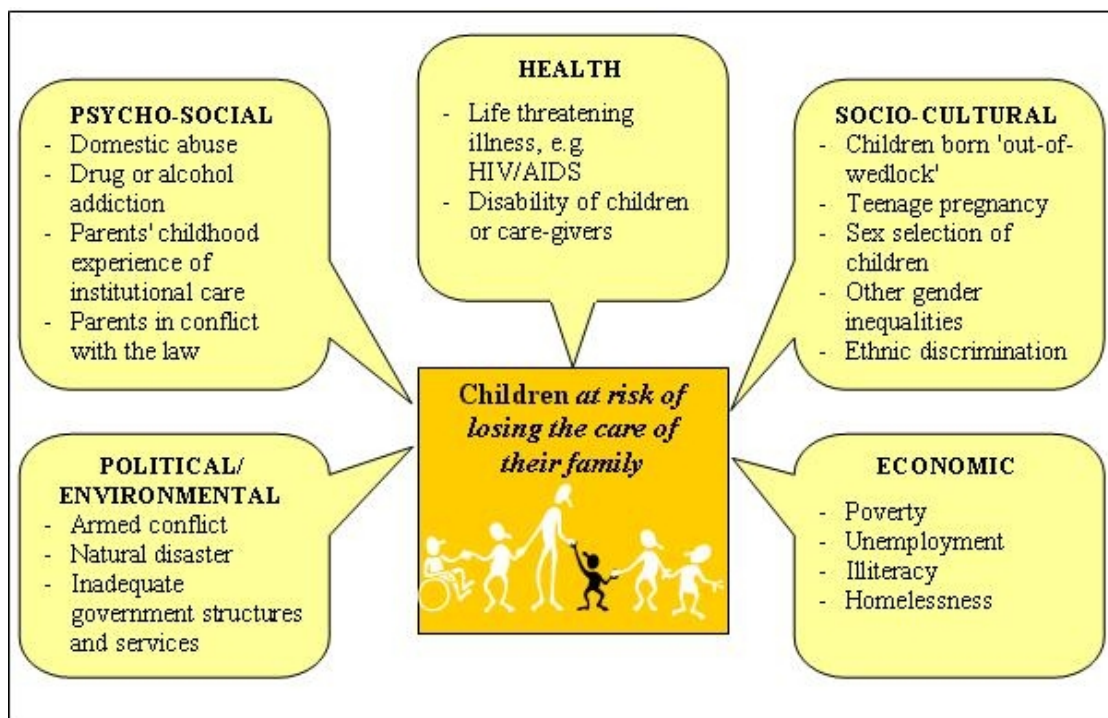 PSYCHO-SOCIAL
- Domestic abuse
- Drug or alcohol
addiction
- Parents' childhood
experience of
institutional care
- Parents in conflict
with the law
HEALTH
- Life threatening
illness, e.g.
HIV/AIDS
- Disability of children
or care-givers
SOCIO-CULTURAL
- Children born 'out-of-
wedlock'
- Teenage pregnancy
- Sex selection of
children
- Other gender
inequalities
- Ethnic discrimination
Children at risk of
losing the care of
their family
POLITICAL/
ENVIRONMENTAL
- Armed conflict
- Natural disaster
- Inadequate
government structures
and services
ECONOMIC
- Poverty
- Unemployment
- Illiteracy
- Homelessness